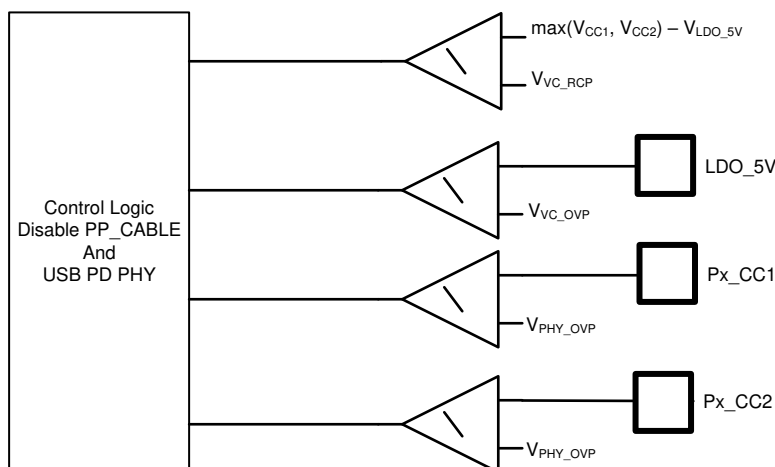 max(VCC1, VCC2) – VLDO_5V
VVC_RCP
LDO_5V
VVC_OVP
Control Logic
Disable PP_CABLE
And
USB PD PHY
Px_CC1
VPHY_OVP
Px_CC2
VPHY_OVP